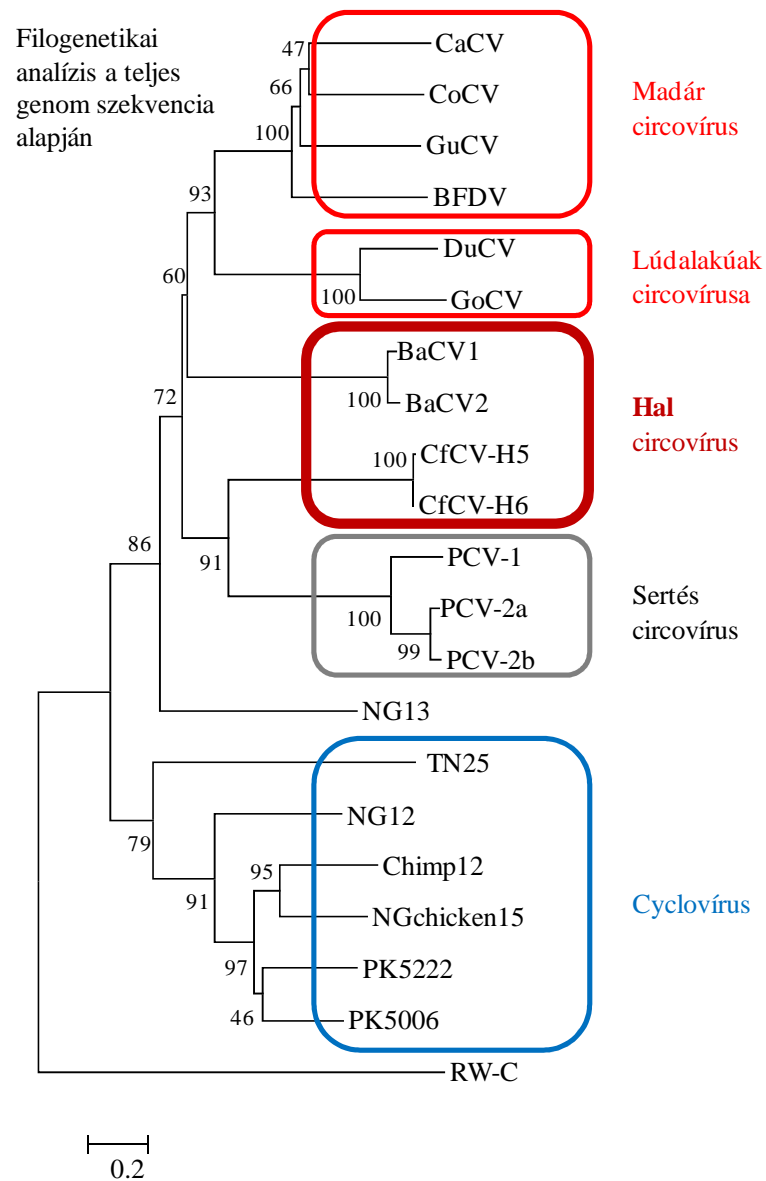 Filogenetikai
analízis a teljes
genom szekvencia
alapján
47
CaCV
66
CoCV
Madár
circovírus
100
GuCV
93
BFDV
DuCV
Lúdalakúak
circovírusa
60
100
GoCV
BaCV1
72
100
BaCV2
Hal
circovírus
100
CfCV-H5
CfCV-H6
86
91
PCV-1
100
PCV-2a
Sertés
circovírus
99
PCV-2b
NG13
TN25
79
NG12
95
Chimp12
91
NGchicken15
Cyclovírus
97
PK5222
46
PK5006
RW-C
0.2